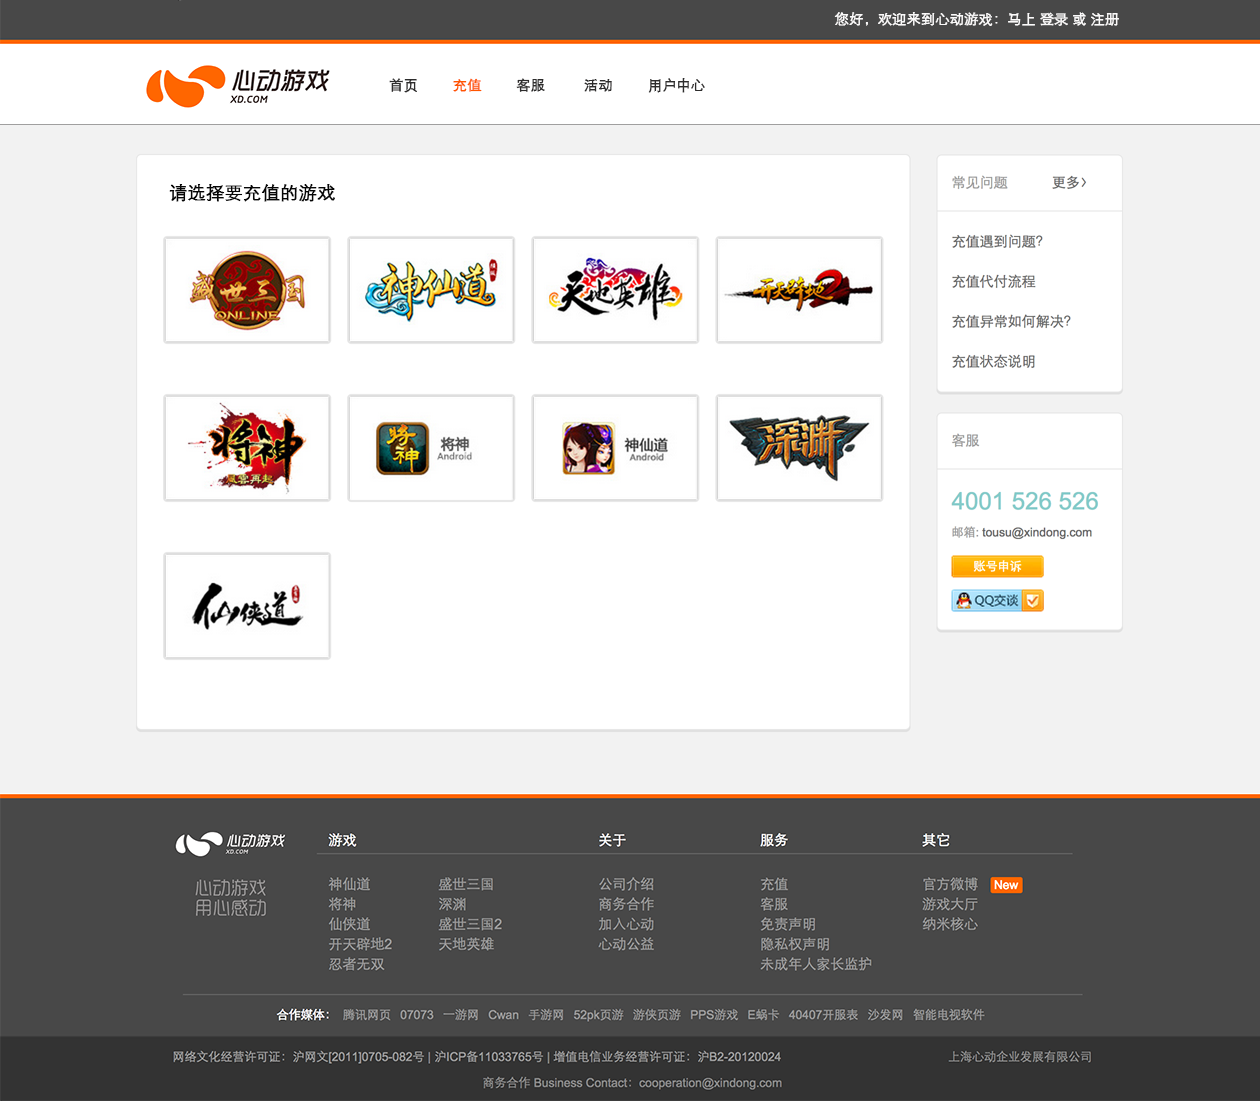 您好，欢迎来到心动游戏：马上 登录 或 注册
心动游戏
XD.COM
首页 充值 客服 活动 用户中心
请选择要充值的游戏
盛世三国
ONLINE
神仙道
天地英雄
开天辟地2
将神
风云再起
将神
将神
Android
神仙道
Android
深渊
仙侠道
常见问题 更多
充值遇到问题?
充值代付流程
充值异常如何解决?
充值状态说明
客服
4001 526 526
邮箱: tousu@xindong.com
账号申诉
QQ交谈
心动游戏
XD.COM
心动游戏
用心感动
游戏 关于 服务 其它
神仙道 盛世三国 公司介绍 充值 官方微博 New
将神 深渊 商务合作 客服 游戏大厅
仙侠道 盛世三国2 加入心动 免责声明 纳米核心
开天辟地2 天地英雄 心动公益 隐私权声明
忍者无双 未成年人家长监护
合作媒体： 腾讯网页 07073 一游网 Cwan 手游网 52pk页游 游侠页游 PPS游戏 E蜗卡 40407开服表 沙发网 智能电视软件
网络文化经营许可证：沪网文[2011]0705-082号 | 沪ICP备11033765号 | 增值电信业务经营许可证：沪B2-20120024 上海心动企业发展有限公司
商务合作 Business Contact：cooperation@xindong.com